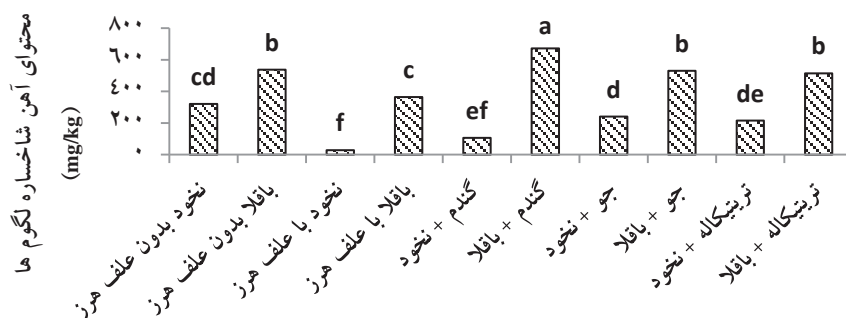 محتوای آهن شاخساره لگوم ها
(mg/kg)
۸۰۰
۶۰۰
۴۰۰
۲۰۰
۰
cd
b
f
c
ef
a
d
b
de
b
نخود بدون علف هرز
باقلا بدون علف هرز
نخود با علف هرز
باقلا با علف هرز
گندم + نخود
گندم + باقلا
جو + نخود
جو + باقلا
تریتیکاله + نخود
تریتیکاله + باقلا